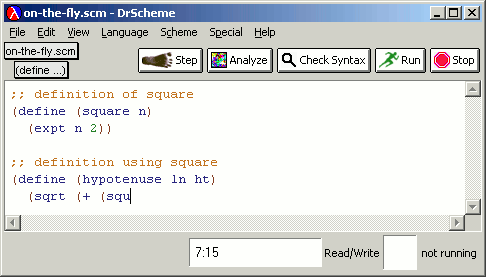 on-the-fly.scm - DrScheme
File Edit View Language Scheme Special Help
on-the-fly.scm
(define ...)
Step Analyze Check Syntax Run Stop
;; definition of square
(define (square n)
  (expt n 2))
;; definition using square
(define (hypotenuse ln ht)
  (sqrt (+ (squ
7:15 Read/Write not running